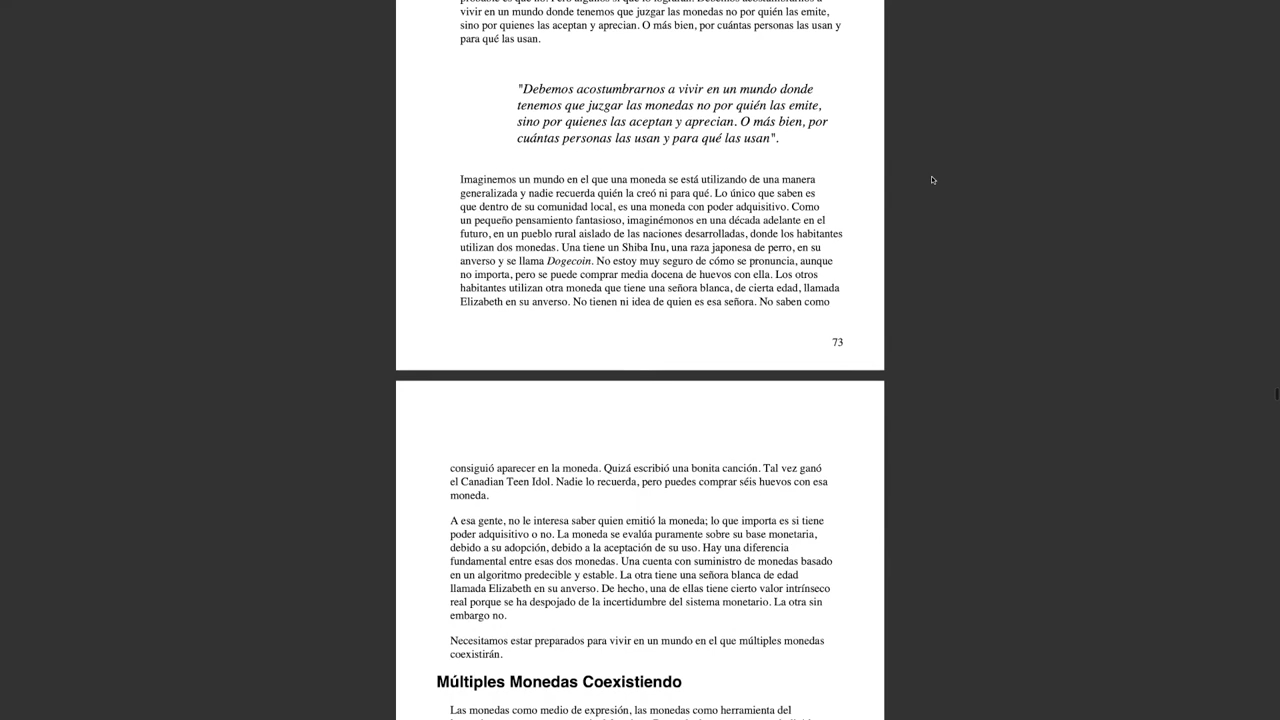 vivir en un mundo donde tenemos que juzgar las monedas no por quién las emite,
sino por quienes las aceptan y aprecian. O más bien, por cuántas personas las usan y
para qué las usan.
"Debemos acostumbrarnos a vivir en un mundo donde
tenemos que juzgar las monedas no por quién las emite,
sino por quienes las aceptan y aprecian. O más bien, por
cuántas personas las usan y para qué las usan".
Imaginemos un mundo en el que una moneda se está utilizando de una manera
generalizada y nadie recuerda quién la creó ni para qué. Lo único que saben es
que dentro de su comunidad local, es una moneda con poder adquisitivo. Como
un pequeño pensamiento fantasioso, imaginémonos en una década adelante en el
futuro, en un pueblo rural aislado de las naciones desarrolladas, donde los habitantes
utilizan dos monedas. Una tiene un Shiba Inu, una raza japonesa de perro, en su
anverso y se llama Dogecoin. No estoy muy seguro de cómo se pronuncia, aunque
no importa, pero se puede comprar media docena de huevos con ella. Los otros
habitantes utilizan otra moneda que tiene una señora blanca, de cierta edad, llamada
Elizabeth en su anverso. No tienen ni idea de quien es esa señora. No saben como
73
consiguió aparecer en la moneda. Quizá escribió una bonita canción. Tal vez ganó
el Canadian Teen Idol. Nadie lo recuerda, pero puedes comprar séis huevos con esa
moneda.
A esa gente, no le interesa saber quien emitió la moneda; lo que importa es si tiene
poder adquisitivo o no. La moneda se evalúa puramente sobre su base monetaria,
debido a su adopción, debido a la aceptación de su uso. Hay una diferencia
fundamental entre esas dos monedas. Una cuenta con suministro de monedas basado
en un algoritmo predecible y estable. La otra tiene una señora blanca de edad
llamada Elizabeth en su anverso. De hecho, una de ellas tiene cierto valor intrínseco
real porque se ha despojado de la incertidumbre del sistema monetario. La otra sin
embargo no.
Necesitamos estar preparados para vivir en un mundo en el que múltiples monedas
coexistirán.
Múltiples Monedas Coexistiendo
Las monedas como medio de expresión, las monedas como herramienta del